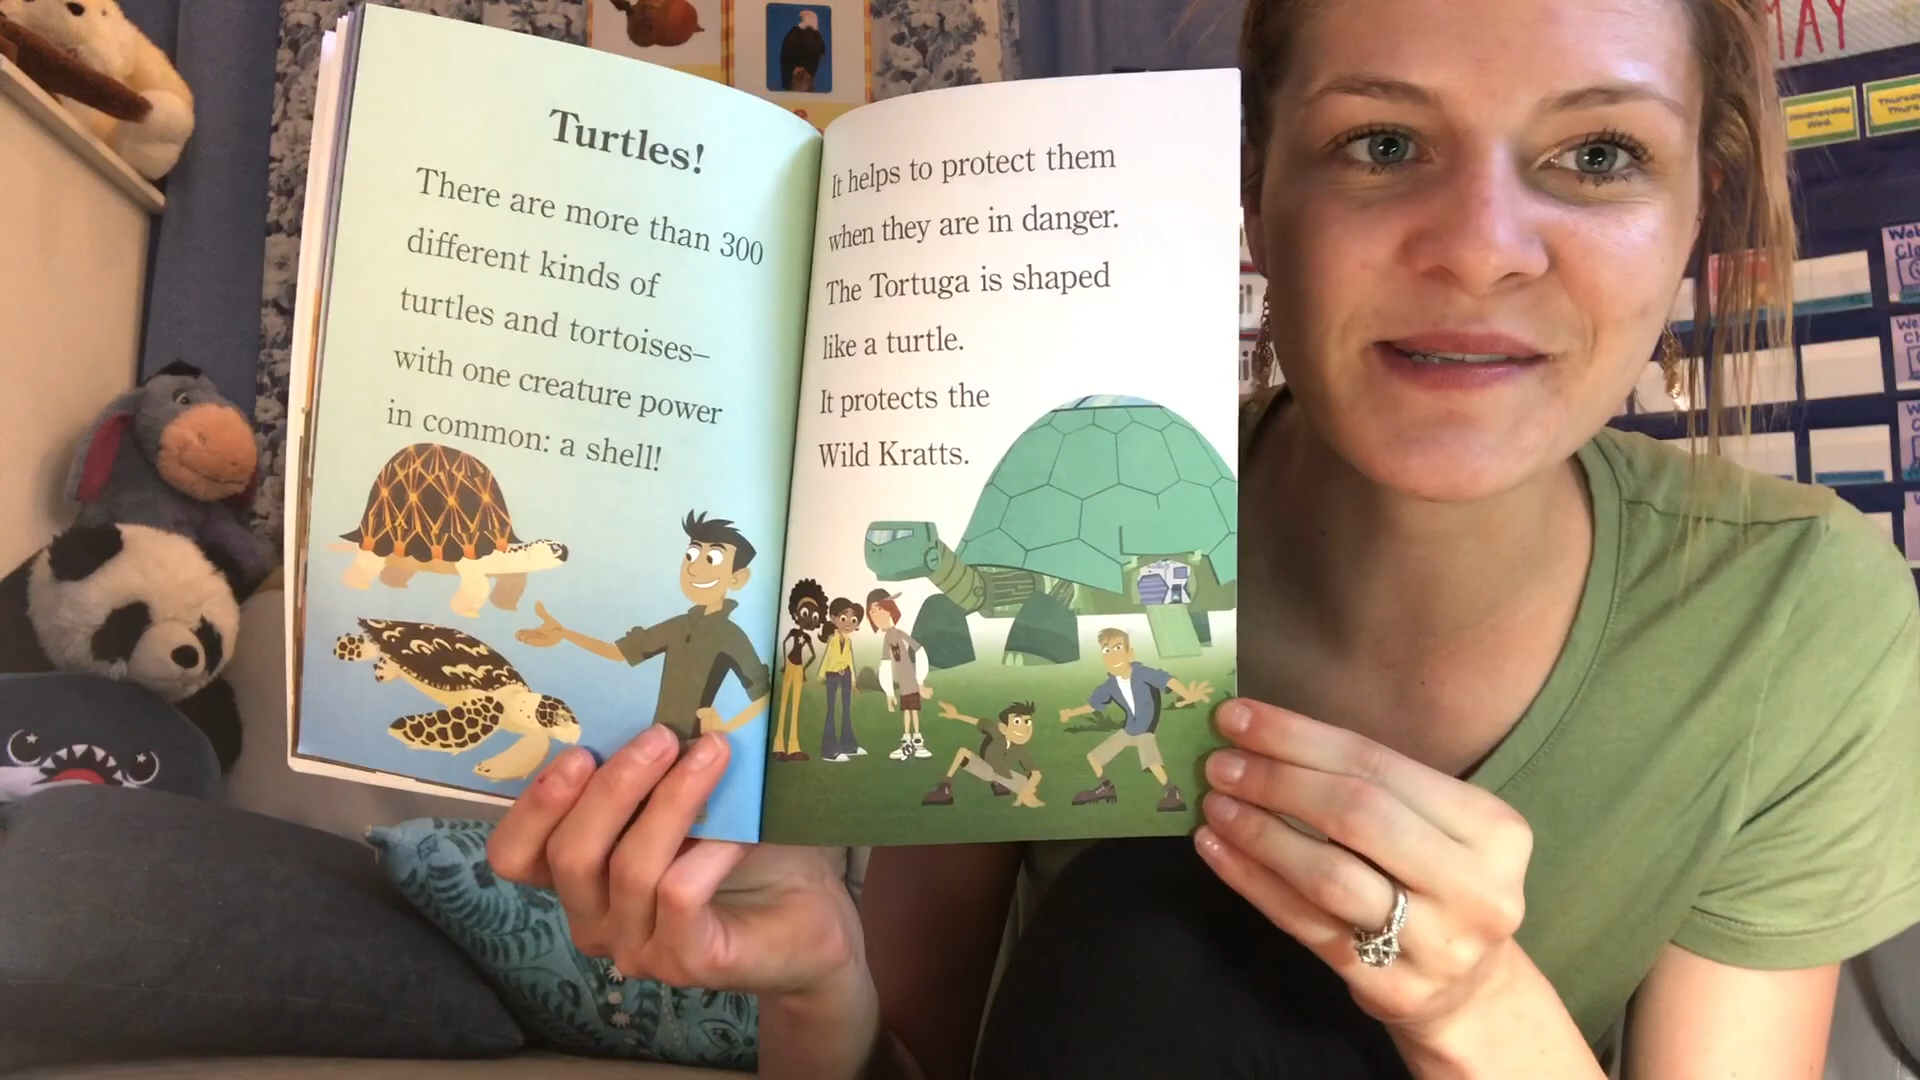 Turtles!
There are more than 300
different kinds of
turtles and tortoises–
with one creature power
in common: a shell!
It helps to protect them
when they are in danger.
The Tortuga is shaped
like a turtle.
It protects the
Wild Kratts.
MAY
Wednesday
Wed.